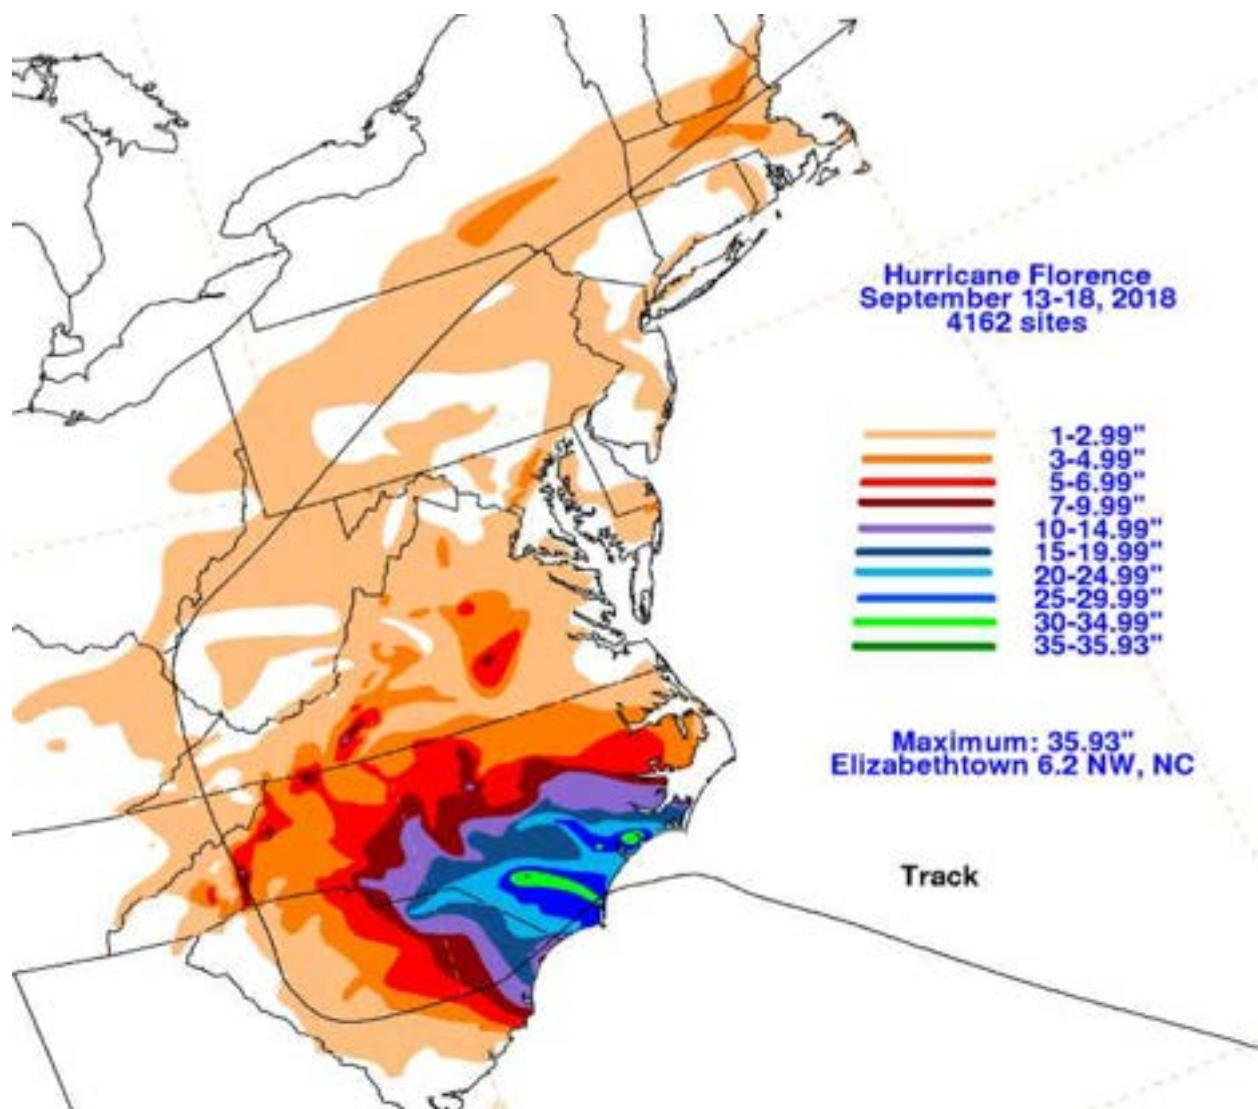 Hurricane Florence
September 13-18, 2018
4162 sites
1-2.99"
3-4.99"
5-6.99"
7-9.99"
10-14.99"
15-19.99"
20-24.99"
25-29.99"
30-34.99"
35-35.93"
Maximum: 35.93"
Elizabethtown 6.2 NW, NC
Track